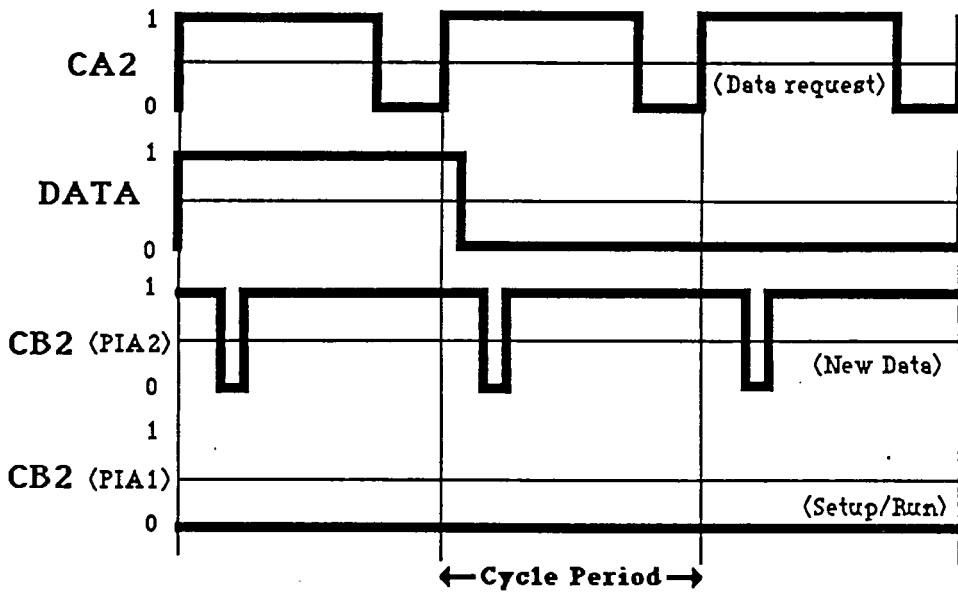 1
CA2
0
(Data request)
1
DATA
0
1
CB2 (PIA2)
0
(New Data)
1
CB2 (PIA1)
0
(Setup/Run)
←Cycle Period→